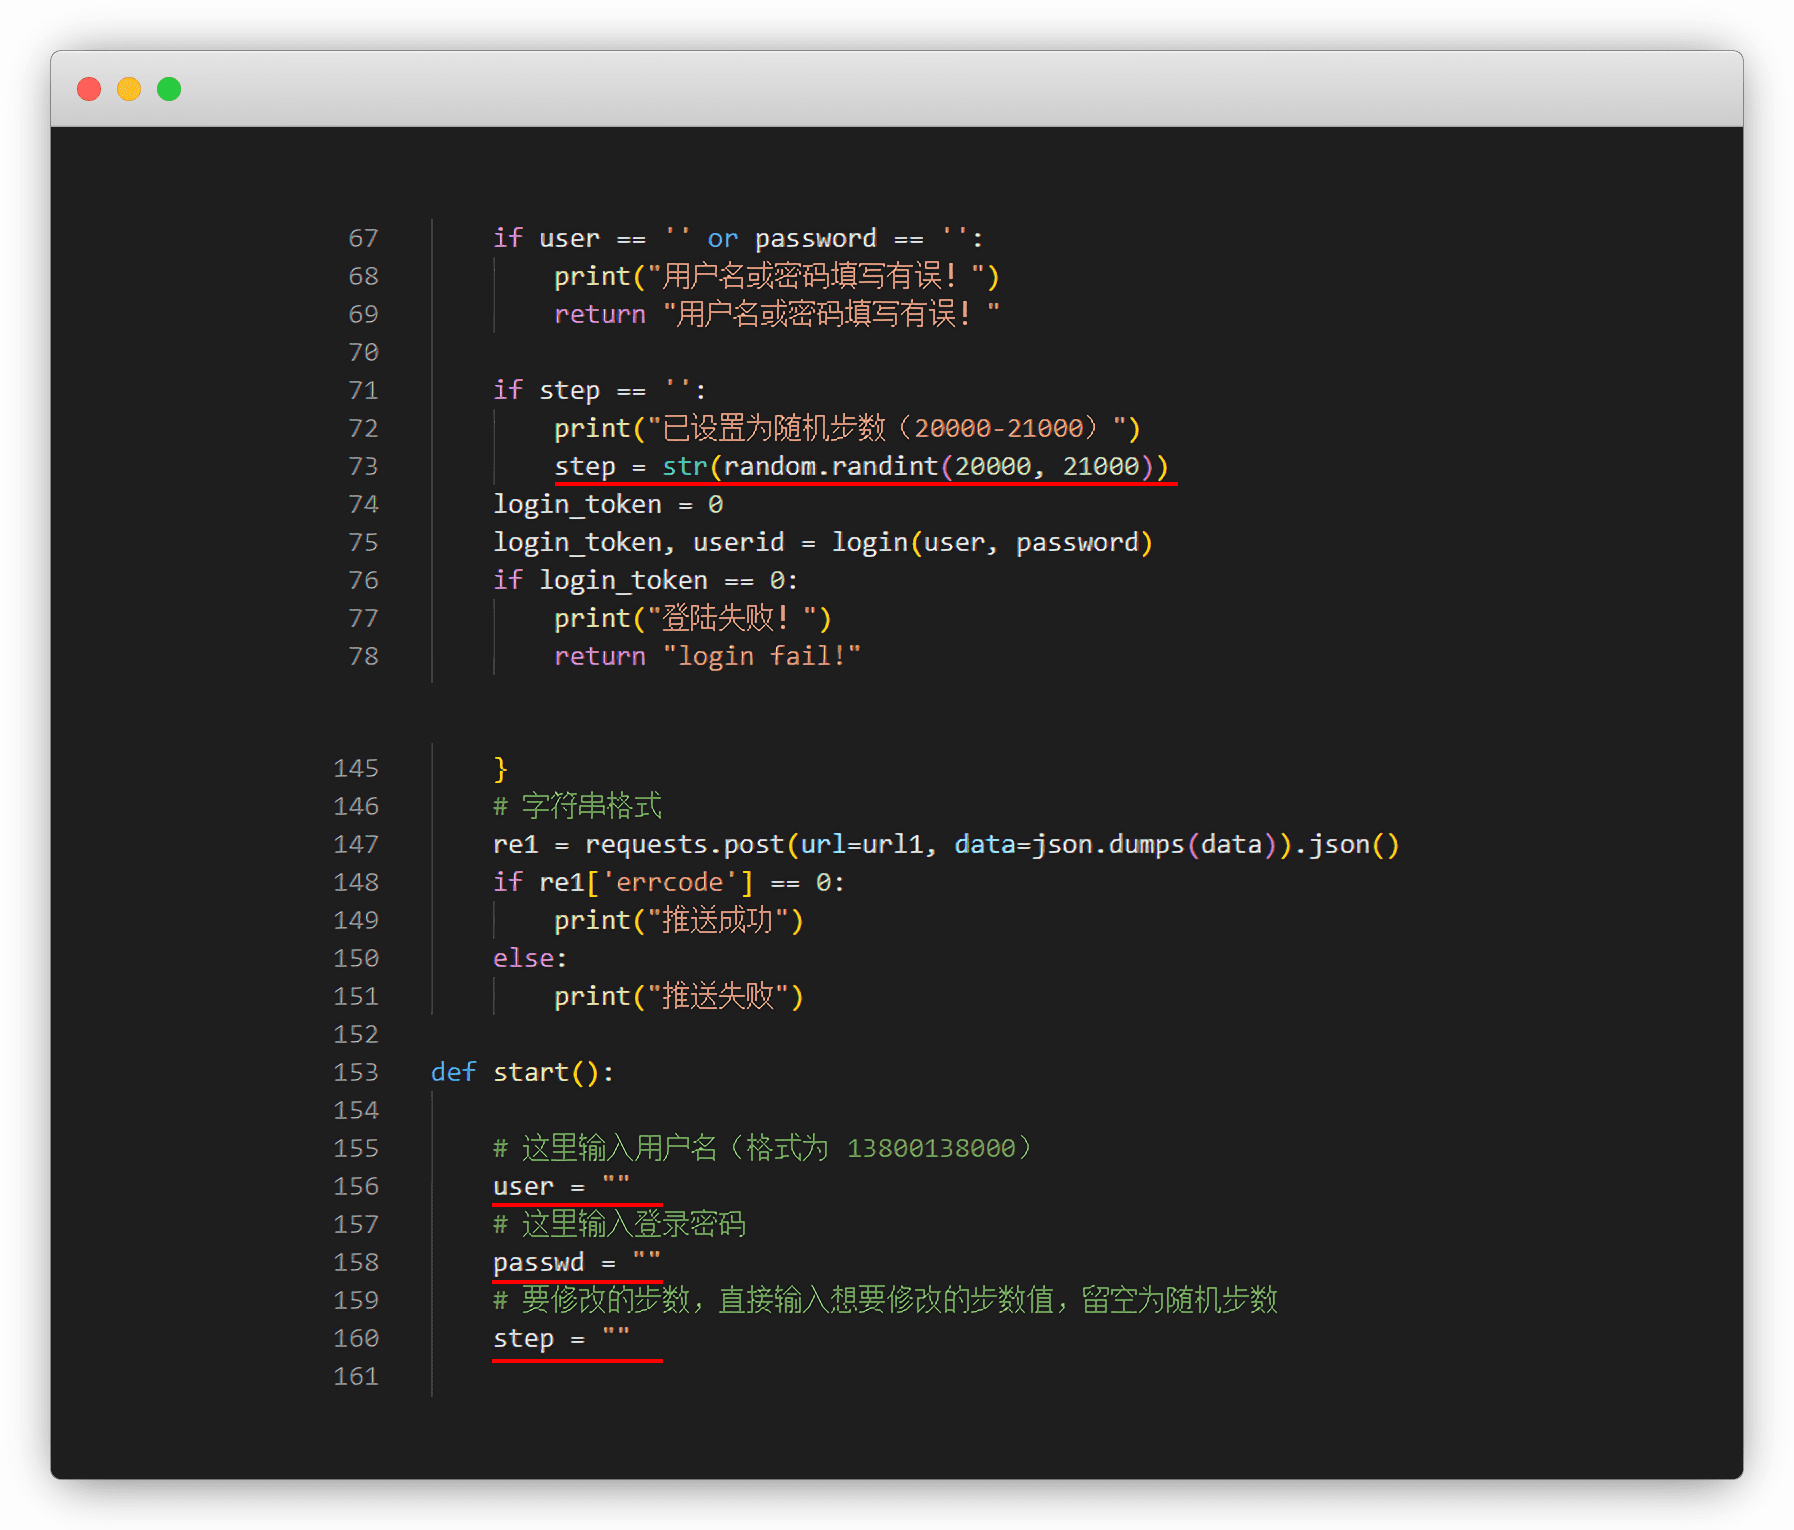 67 if user == '' or password == '':
68 print("用户名或密码填写有误！")
69 return "用户名或密码填写有误！"
70
71 if step == '':
72 print("已设置为随机步数（20000-21000）")
73 step = str(random.randint(20000, 21000))
74 login_token = 0
75 login_token, userid = login(user, password)
76 if login_token == 0:
77 print("登陆失败！")
78 return "login fail!"
145 }
146 # 字符串格式
147 re1 = requests.post(url=url1, data=json.dumps(data)).json()
148 if re1['errcode'] == 0:
149 print("推送成功")
150 else:
151 print("推送失败")
152
153 def start():
154
155 # 这里输入用户名（格式为 13800138000）
156 user = ""
157 # 这里输入登录密码
158 passwd = ""
159 # 要修改的步数，直接输入想要修改的步数值，留空为随机步数
160 step = ""
161